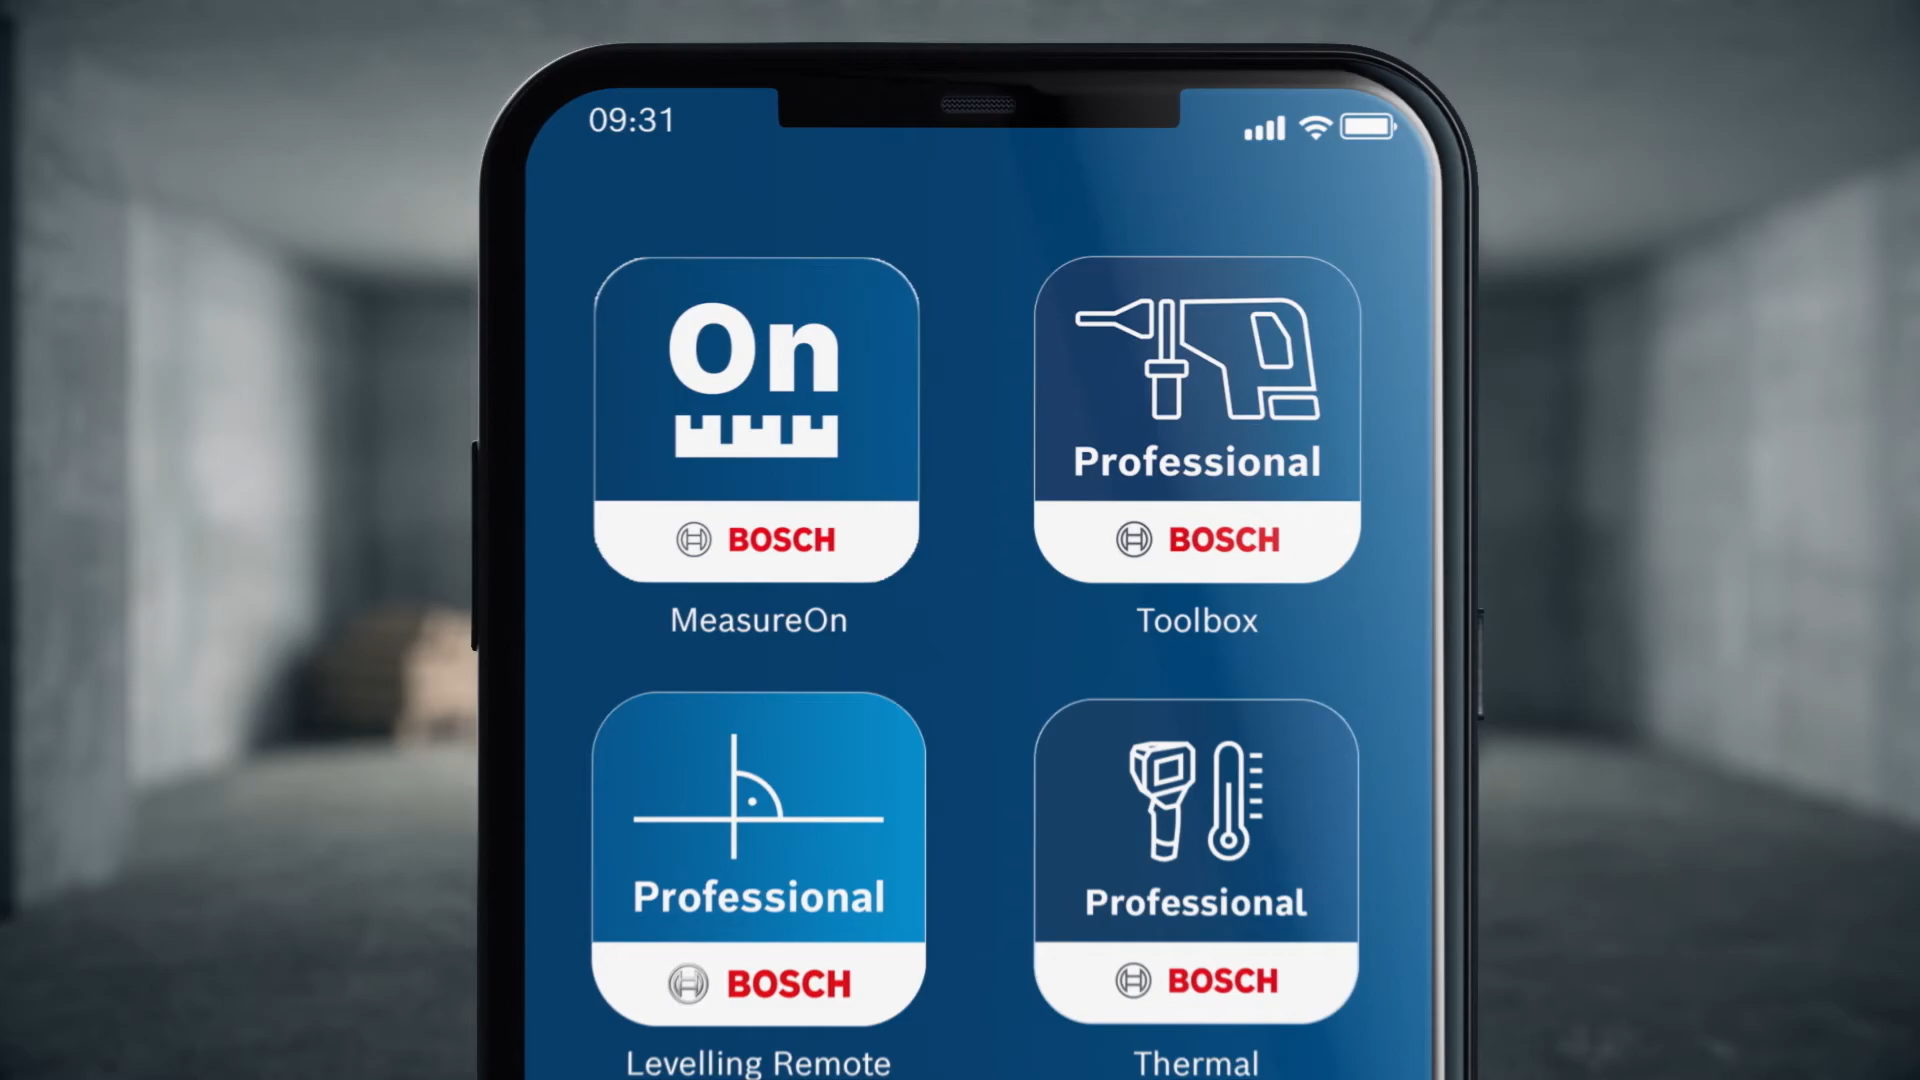 09:31
On
BOSCH
MeasureOn
Professional
BOSCH
Toolbox
Professional
BOSCH
Levelling Remote
Professional
BOSCH
Thermal